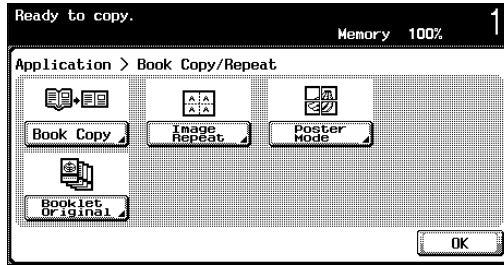 Ready to copy.
Memory 100% 1
Application > Book Copy/Repeat
Book Copy
Image
Repeat
Poster
Mode
Booklet
Original
OK